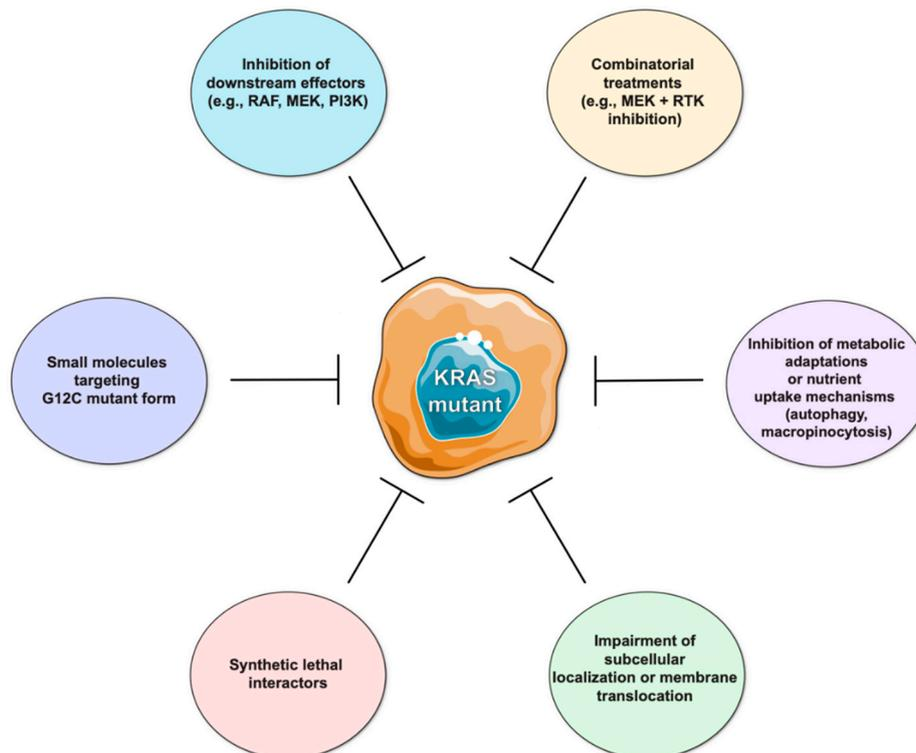 Inhibition of
downstream effectors
(e.g., RAF, MEK, PI3K)
Combinatorial
treatments
(e.g., MEK + RTK
inhibition)
Small molecules
targeting
G12C mutant form
KRAS
mutant
Inhibition of metabolic
adaptations
or nutrient
uptake mechanisms
(autophagy,
macropinocytosis)
Synthetic lethal
interactors
Impairment of
subcellular
localization or membrane
translocation